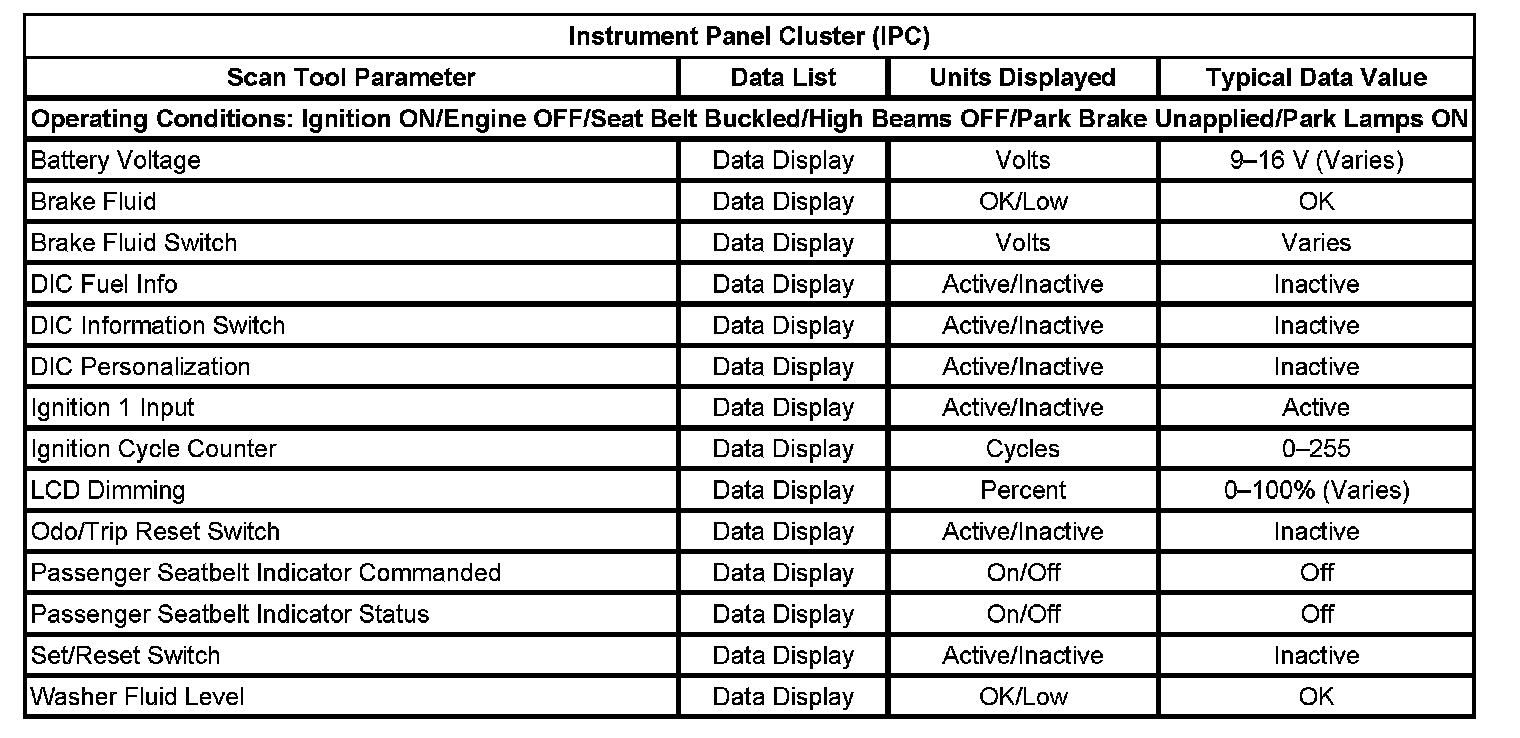 Instrument Panel Cluster (IPC)
Scan Tool Parameter Data List Units Displayed Typical Data Value
Operating Conditions: Ignition ON/Engine OFF/Seat Belt Buckled/High Beams OFF/Park Brake Unapplied/Park Lamps ON
Battery Voltage Data Display Volts 9–16 V (Varies)
Brake Fluid Data Display OK/Low OK
Brake Fluid Switch Data Display Volts Varies
DIC Fuel Info Data Display Active/Inactive Inactive
DIC Information Switch Data Display Active/Inactive Inactive
DIC Personalization Data Display Active/Inactive Inactive
Ignition 1 Input Data Display Active/Inactive Active
Ignition Cycle Counter Data Display Cycles 0–255
LCD Dimming Data Display Percent 0–100% (Varies)
Odo/Trip Reset Switch Data Display Active/Inactive Inactive
Passenger Seatbelt Indicator Commanded Data Display On/Off Off
Passenger Seatbelt Indicator Status Data Display On/Off Off
Set/Reset Switch Data Display Active/Inactive Inactive
Washer Fluid Level Data Display OK/Low OK